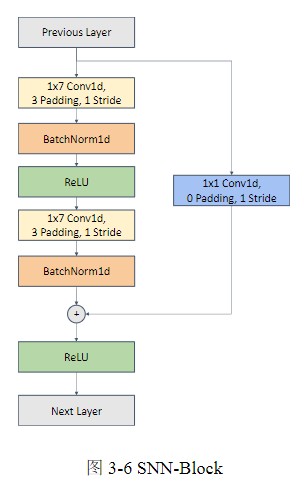 Previous Layer
1x7 Conv1d,
3 Padding, 1 Stride
BatchNorm1d
ReLU
1x7 Conv1d,
3 Padding, 1 Stride
BatchNorm1d
1x1 Conv1d,
0 Padding, 1 Stride
+
ReLU
Next Layer
图 3-6 SNN-Block